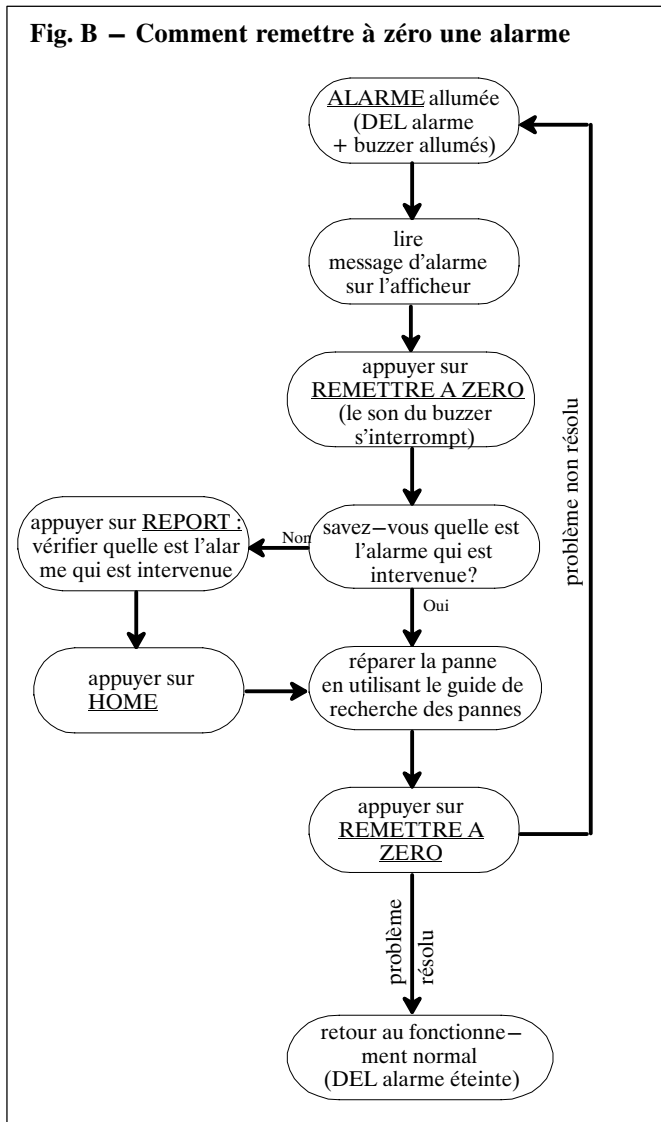 Fig. B − Comment remettre à zéro une alarme
ALARME allumée
(DEL alarme
+ buzzer allumés)
lire
message d'alarme
sur l'afficheur
appuyer sur
REMETTRE A ZERO
(le son du buzzer
s'interrompt)
problème non résolu
savez−vous quelle est
l'alarme qui est
intervenue?
Non
appuyer sur REPORT :
vérifier quelle est l'alar
me qui est intervenue
Oui
appuyer sur
HOME
réparer la panne
en utilisant le guide de
recherche des pannes
appuyer sur
REMETTRE A
ZERO
problème
résolu
retour au fonctionne−
ment normal
(DEL alarme éteinte)